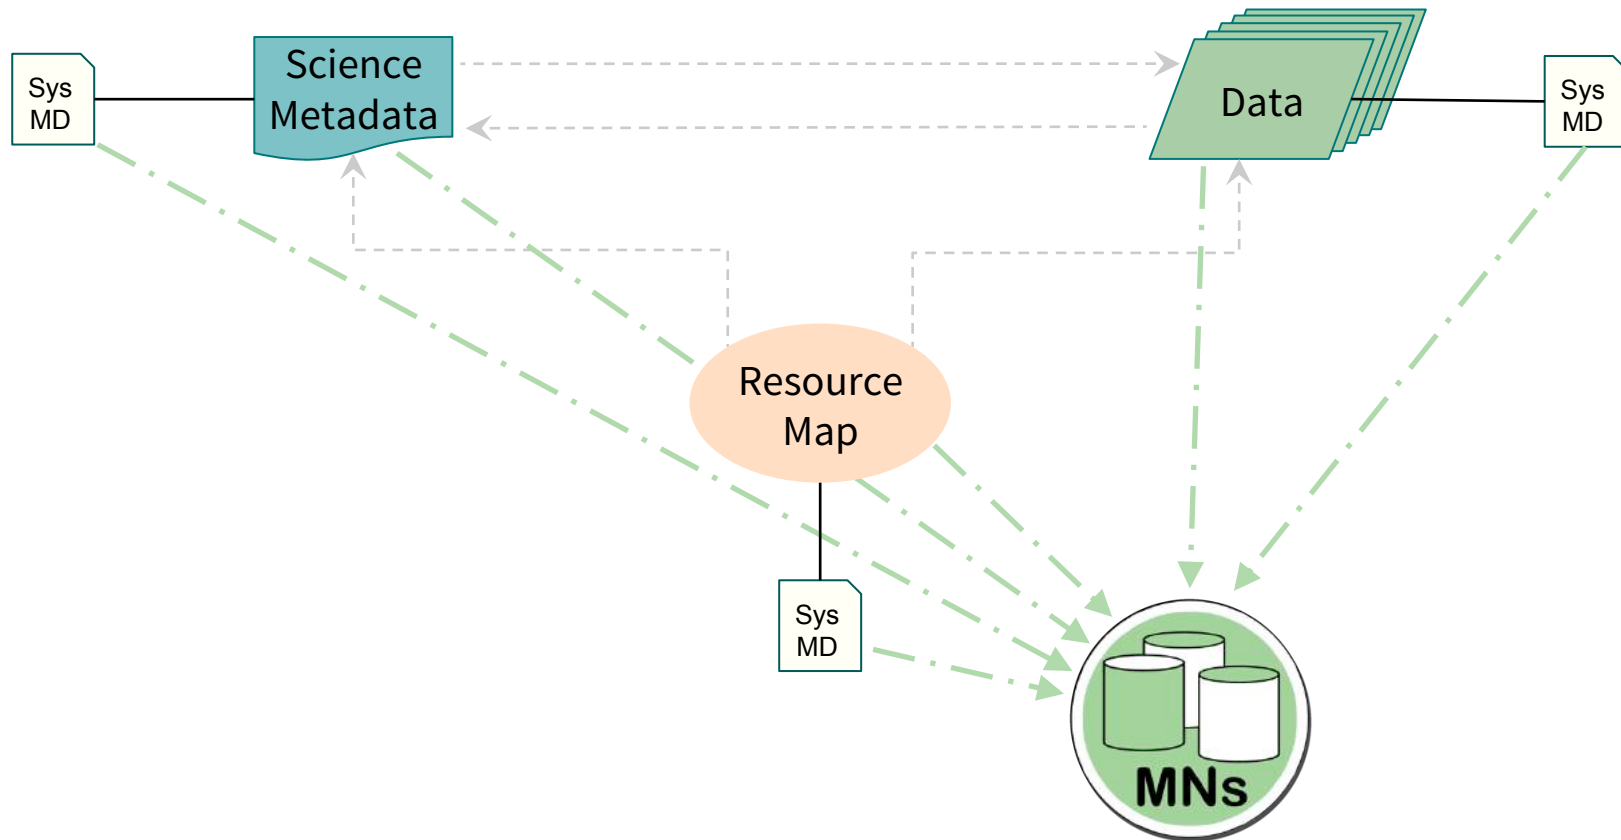 Sys
MD
Science
Metadata
Data
Sys
MD
Resource
Map
Sys
MD
MNs